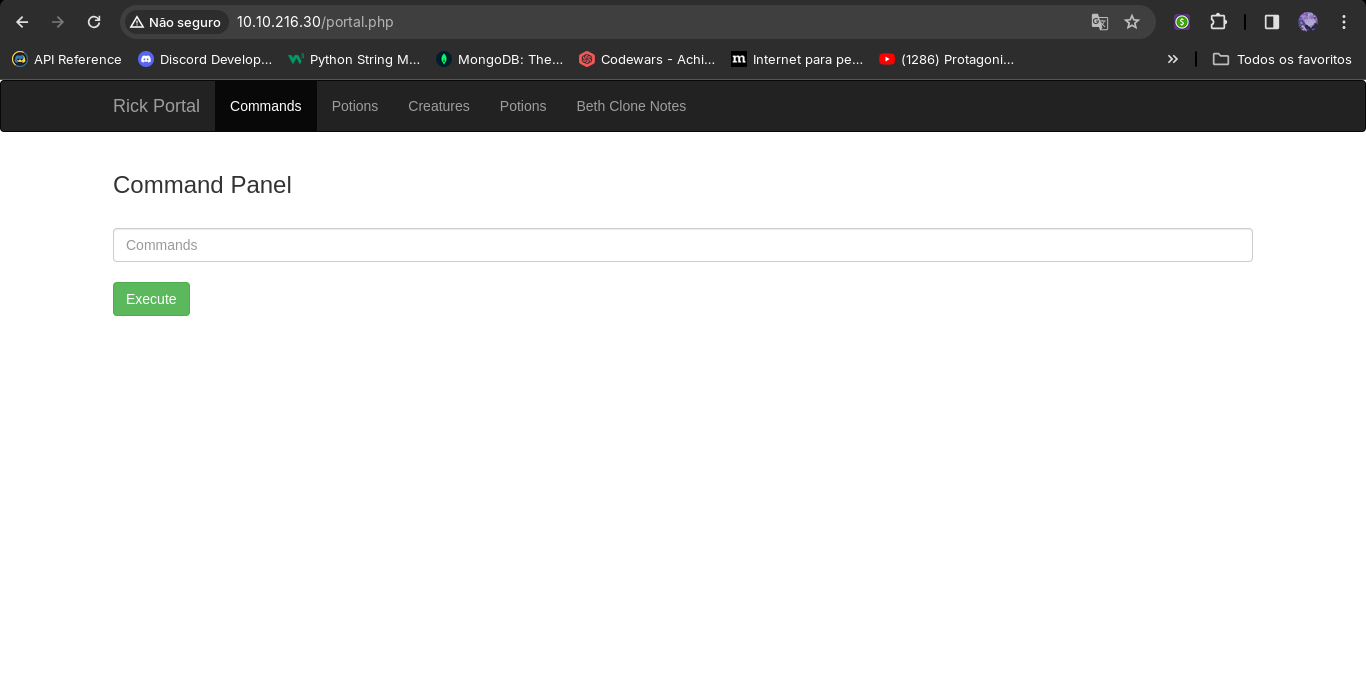 Não seguro 10.10.216.30/portal.php
API Reference Discord Develop... Python String M... MongoDB: The... Codewars - Achi... Internet para pe... (1286) Protagoni... » Todos os favoritos
Rick Portal Commands Potions Creatures Potions Beth Clone Notes
Command Panel
Commands
Execute